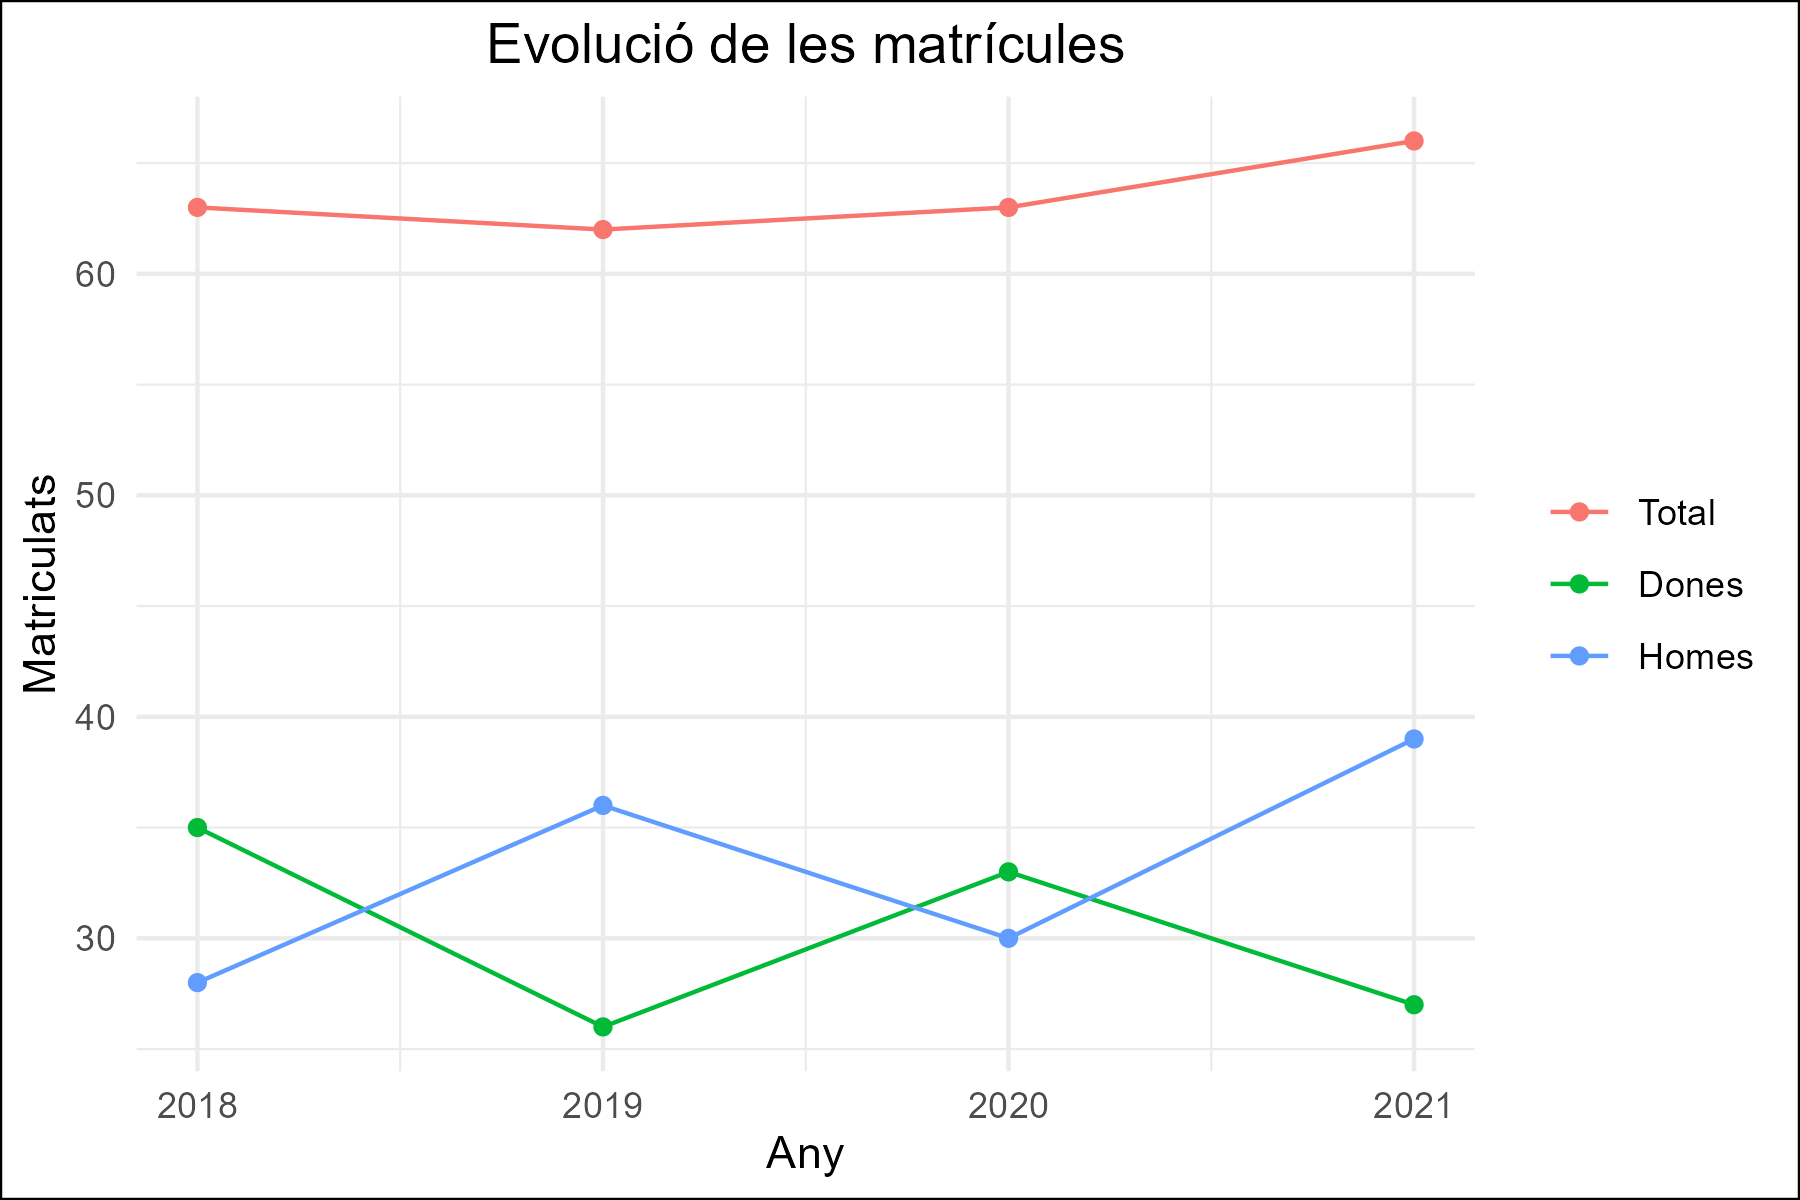 Evolució de les matrícules
Matriculats
60
50
40
30
2018
2019
2020
2021
Any
Total
Dones
Homes